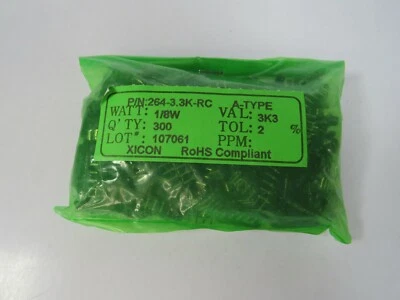 P/N:264-3.3K-RC A-TYPE
WATT: 1/8W VAL: 3K3
Q'TY: 300 TOL: 2 %
LOT#: 107061 PPM:
XICON RoHS Compliant